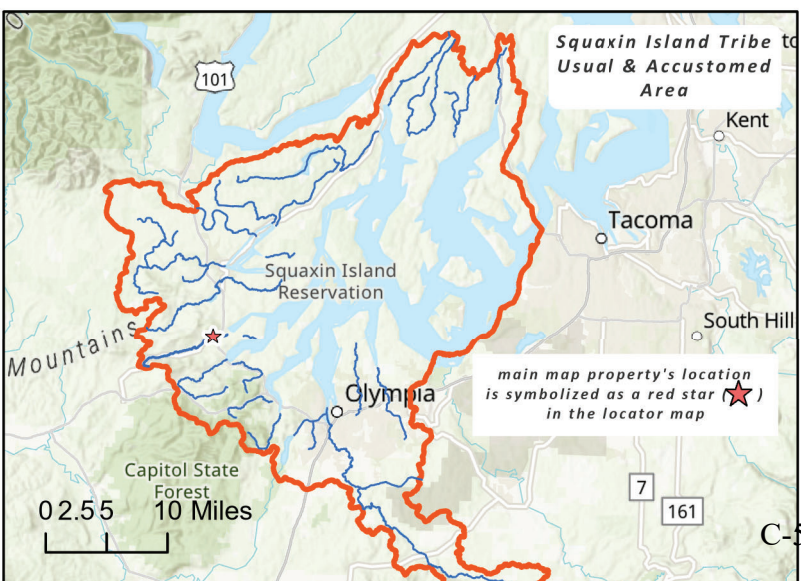 Squaxin Island Tribe
Usual & Accustomed
Area
101
Kent
Tacoma
Squaxin Island
Reservation
Mountains
South Hill
main map property's location
is symbolized as a red star ( )
in the locator map
Olympia
Capitol State
Forest
7
161
0 2.5 5 10 Miles